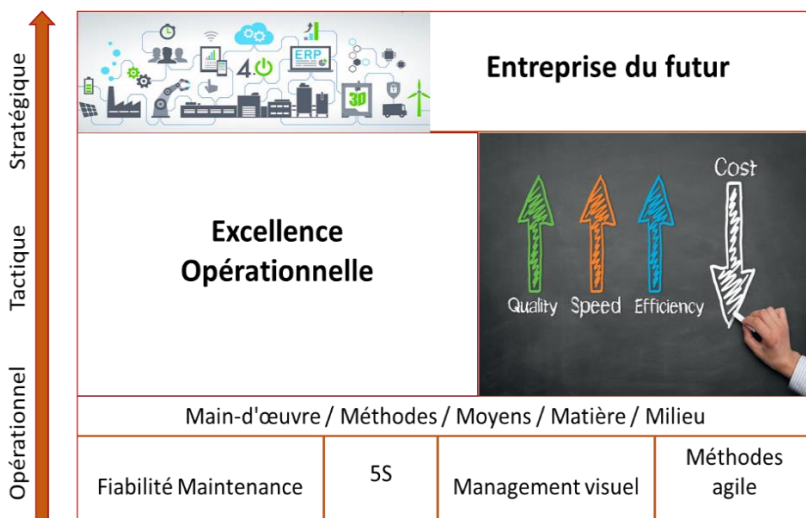 Stratégique
Tactique
Opérationnel
ERP
4.0
3D
Entreprise du futur
Excellence
Opérationnelle
Cost
Quality
Speed
Efficiency
Main-d'œuvre / Méthodes / Moyens / Matière / Milieu
Fiabilité Maintenance
5S
Management visuel
Méthodes
agile